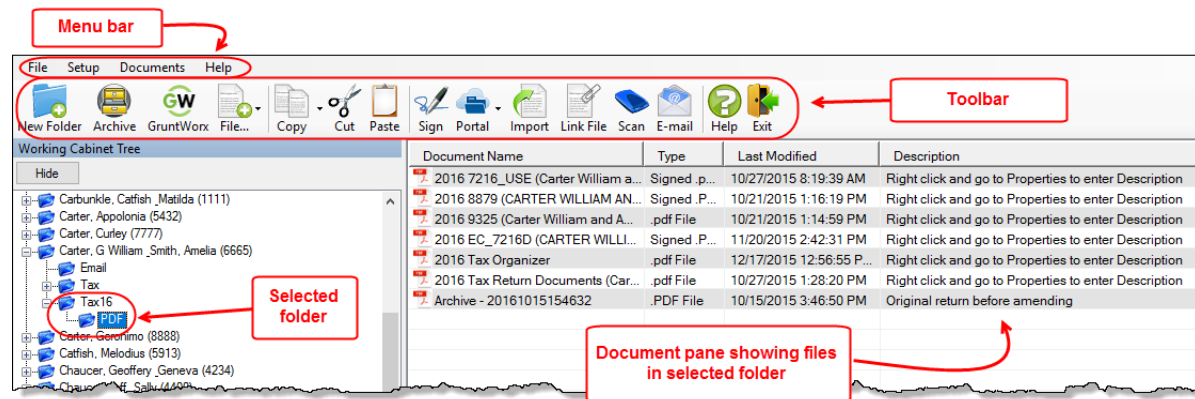 Menu bar
File Setup Documents Help
GW
New Folder Archive GruntWorx File... Copy Cut Paste Sign Portal Import Link File Scan E-mail Help Exit
Toolbar
Working Cabinet Tree
Hide
Document Name Type Last Modified Description
2016 7216_USE (Carter William a... Signed .p... 10/27/2015 8:19:39 AM Right click and go to Properties to enter Description
2016 8879 (CARTER WILLIAM AN... Signed .P... 10/21/2015 1:16:19 PM Right click and go to Properties to enter Description
2016 9325 (Carter William and A... .pdf File 10/21/2015 1:14:59 PM Right click and go to Properties to enter Description
2016 EC_7216D (CARTER WILLI... Signed .P... 11/20/2015 2:42:31 PM Right click and go to Properties to enter Description
2016 Tax Organizer .pdf File 12/17/2015 12:56:55 P... Right click and go to Properties to enter Description
2016 Tax Return Documents (Car... .pdf File 10/27/2015 1:28:20 PM Right click and go to Properties to enter Description
Archive - 20161015154632 .PDF File 10/15/2015 3:46:50 PM Original return before amending
Carbunkle, Catfish _Matilda (1111)
Carter, Appolonia (5432)
Carter, Curley (7777)
Carter, G William _Smith, Amelia (6665)
Email
Tax
Tax16
PDF
Carter, Geronimo (8888)
Catfish, Melodius (5913)
Chaucer, Geoffery _Geneva (4234)
Selected
folder
Document pane showing files
in selected folder